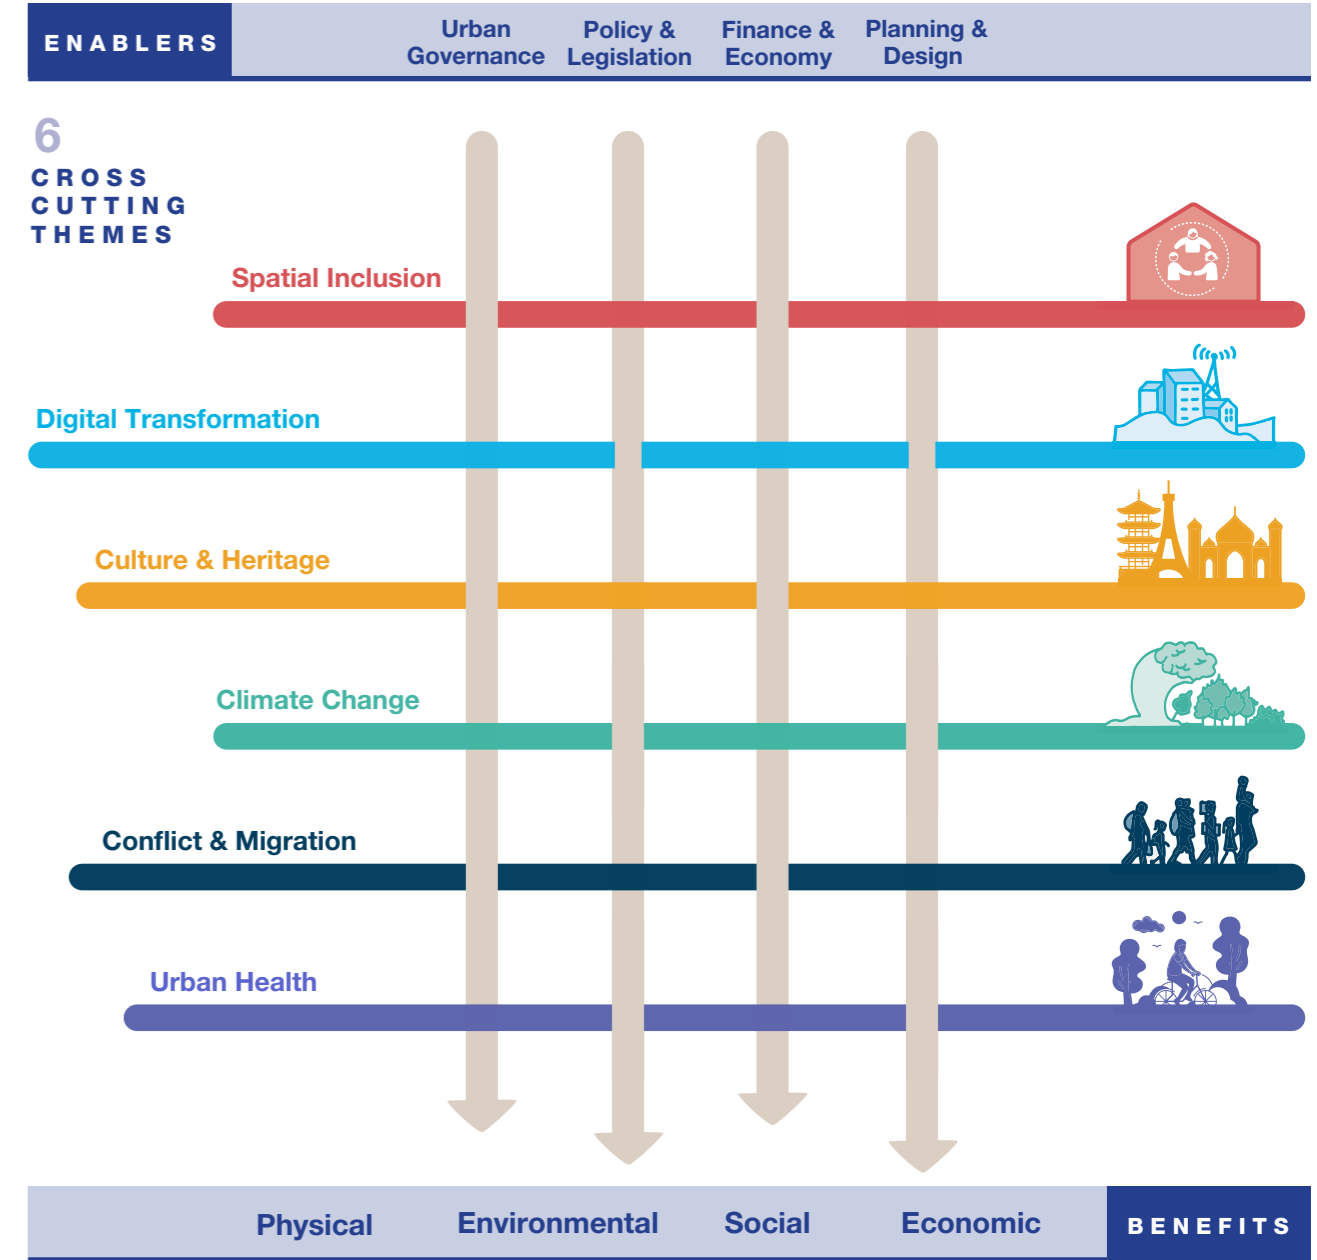 ENABLERS
Urban
Governance
Policy &
Legislation
Finance &
Economy
Planning &
Design
6
CROSS
CUTTING
THEMES
Spatial Inclusion
Digital Transformation
Culture & Heritage
Climate Change
Conflict & Migration
Urban Health
Physical
Environmental
Social
Economic
BENEFITS